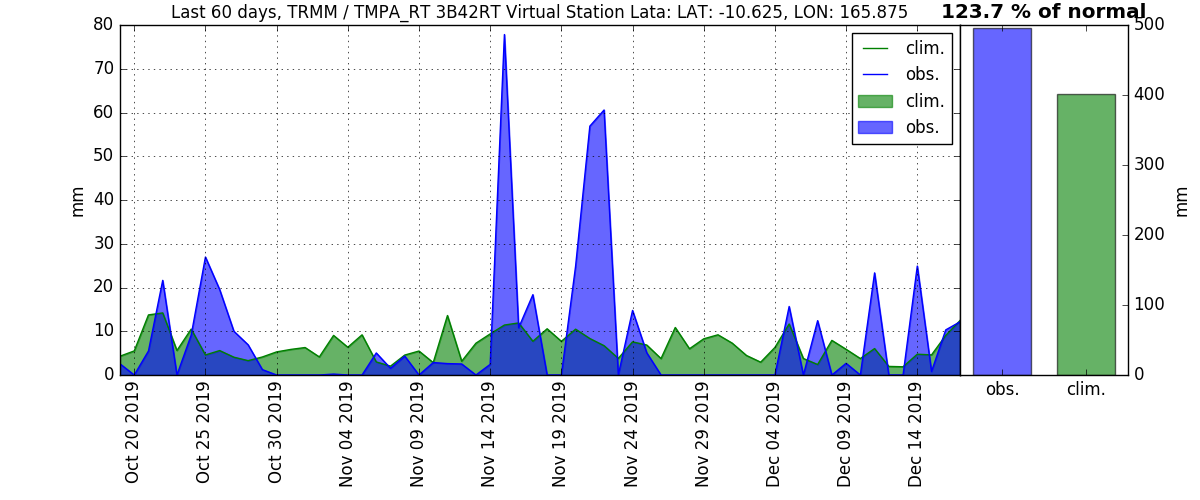 Last 60 days, TRMM / TMPA_RT 3B42RT Virtual Station Lata: LAT: -10.625, LON: 165.875
123.7 % of normal
80
70
60
50
40
30
20
10
0
mm
clim.
obs.
clim.
obs.
Oct 20 2019
Oct 25 2019
Oct 30 2019
Nov 04 2019
Nov 09 2019
Nov 14 2019
Nov 19 2019
Nov 24 2019
Nov 29 2019
Dec 04 2019
Dec 09 2019
Dec 14 2019
500
400
300
200
100
0
mm
obs.
clim.